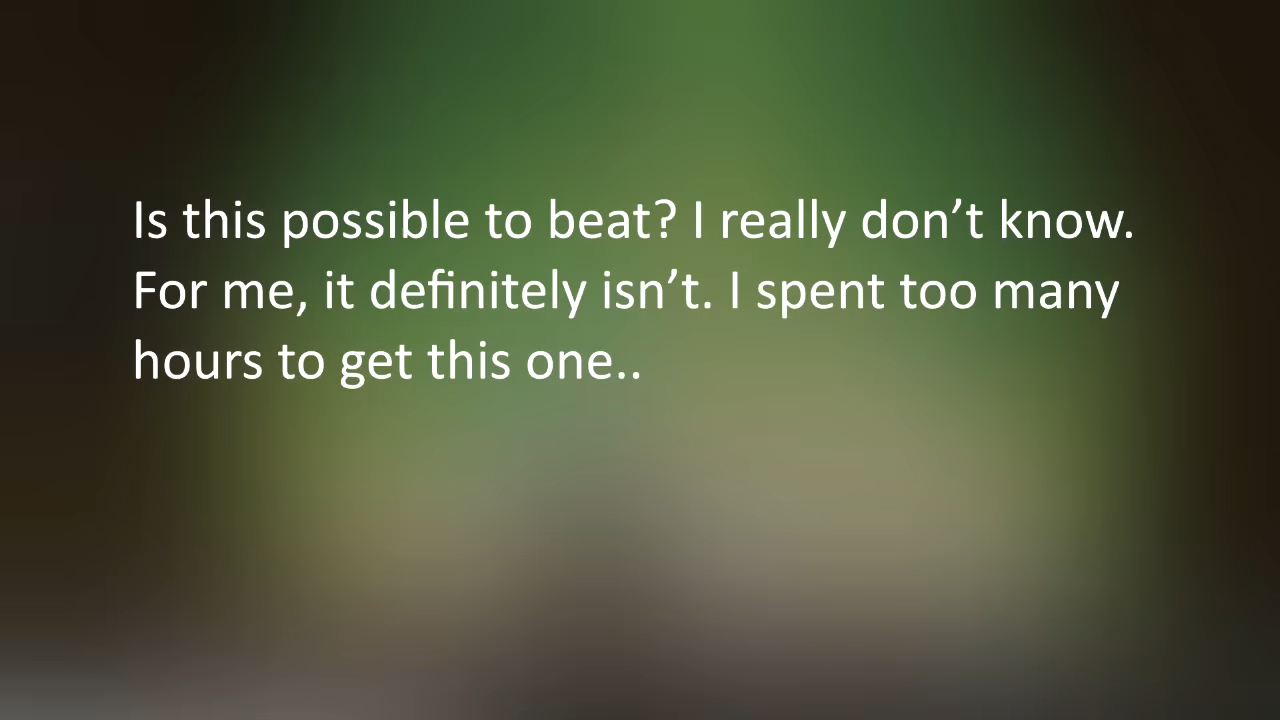 Is this possible to beat? I really don’t know.
For me, it definitely isn’t. I spent too many
hours to get this one..